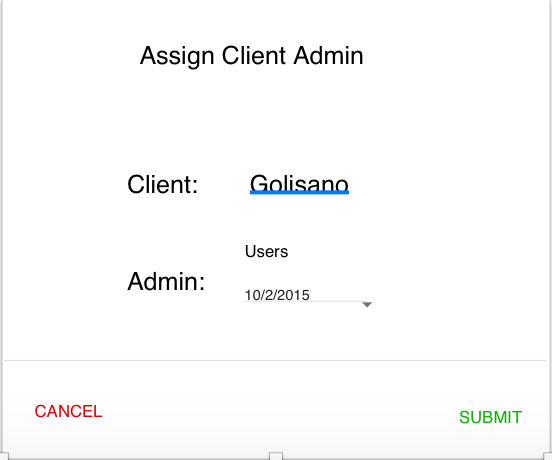 Assign Client Admin
Client: Golisano
Users
Admin:
10/2/2015
CANCEL
SUBMIT